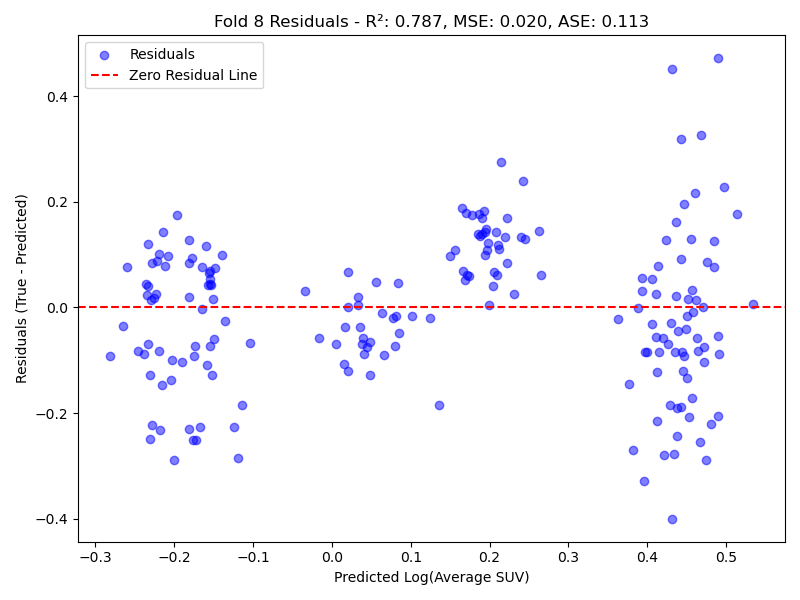 Fold 8 Residuals - R²: 0.787, MSE: 0.020, ASE: 0.113
Residuals
Zero Residual Line
Residuals (True - Predicted)
0.4
0.2
0.0
−0.2
−0.4
−0.3 −0.2 −0.1 0.0 0.1 0.2 0.3 0.4 0.5
Predicted Log(Average SUV)